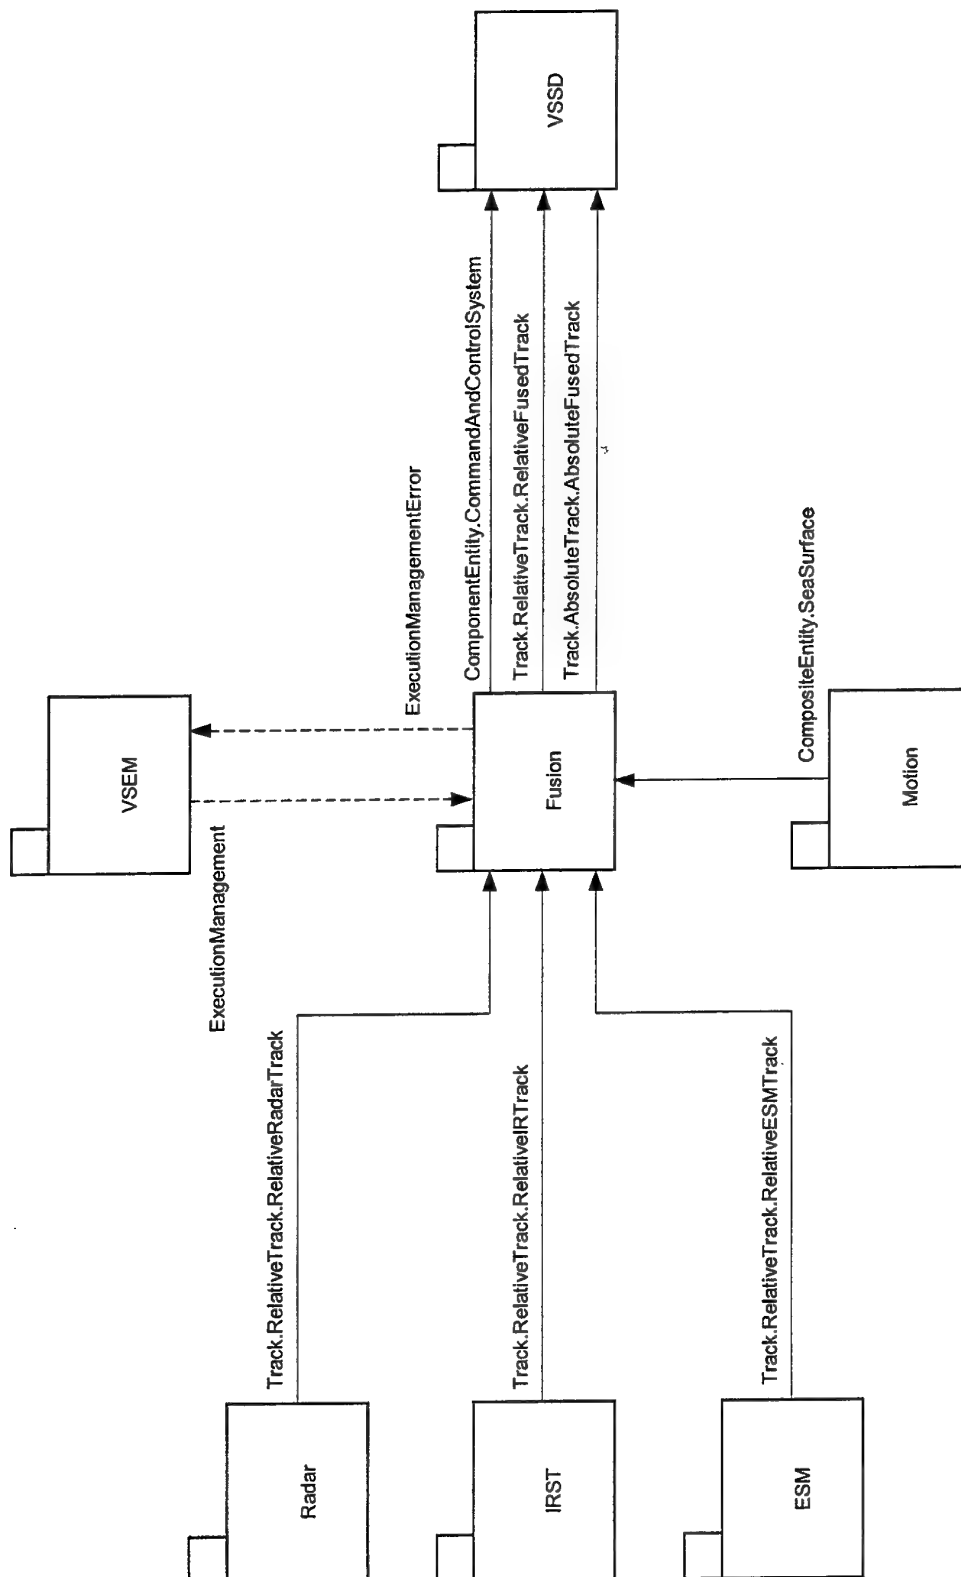 VSEM
ExecutionManagement
ExecutionManagementError
Radar
Track.RelativeTrack.RelativeRadarTrack
IRST
Track.RelativeTrack.RelativeIRTrack
ESM
Track.RelativeTrack.RelativeESMTrack
Fusion
ComponentEntity.CommandAndControlSystem
Track.RelativeTrack.RelativeFusedTrack
Track.AbsoluteTrack.AbsoluteFusedTrack
VSSD
CompositeEntity.SeaSurface
Motion